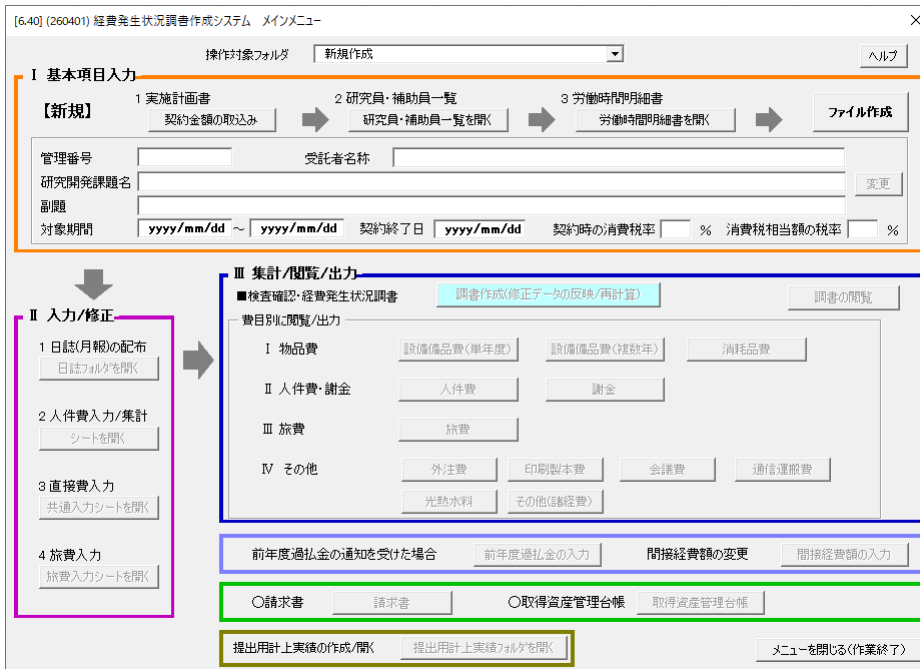 [6.40] (260401) 経費発生状況調書作成システム メインメニュー
操作対象フォルダ 新規作成 ヘルプ
Ⅰ 基本項目入力
【新規】
1 実施計画書 2 研究員・補助員一覧 3 労働時間明細書
契約金額の取込み 研究員・補助員一覧を開く 労働時間明細書を開く ファイル作成
管理番号 受託者名称
研究開発課題名 変更
副題
対象期間 yyyy/mm/dd ～ yyyy/mm/dd 契約終了日 yyyy/mm/dd 契約時の消費税率 % 消費税相当額の税率 %
Ⅱ 入力/修正
1 日誌(月報)の配布
日誌フォルダを開く
2 人件費入力/集計
シートを開く
3 直接費入力
共通入力シートを開く
4 旅費入力
旅費入力シートを開く
Ⅲ 集計/閲覧/出力
■検査確認・経費発生状況調書 調書作成(修正データの反映/再計算) 調書の閲覧
費目別に閲覧/出力
Ⅰ 物品費 設備備品費(単年度) 設備備品費(複数年) 消耗品費
Ⅱ 人件費・謝金 人件費 謝金
Ⅲ 旅費 旅費
Ⅳ その他 外注費 印刷製本費 会議費 通信運搬費
光熱水料 その他(諸経費)
前年度過払金の通知を受けた場合 前年度過払金の入力 間接経費額の変更 間接経費額の入力
○請求書 請求書 ○取得資産管理台帳 取得資産管理台帳
提出用計上実績の作成/開く 提出用計上実績フォルダを開く
メニューを閉じる(作業終了)